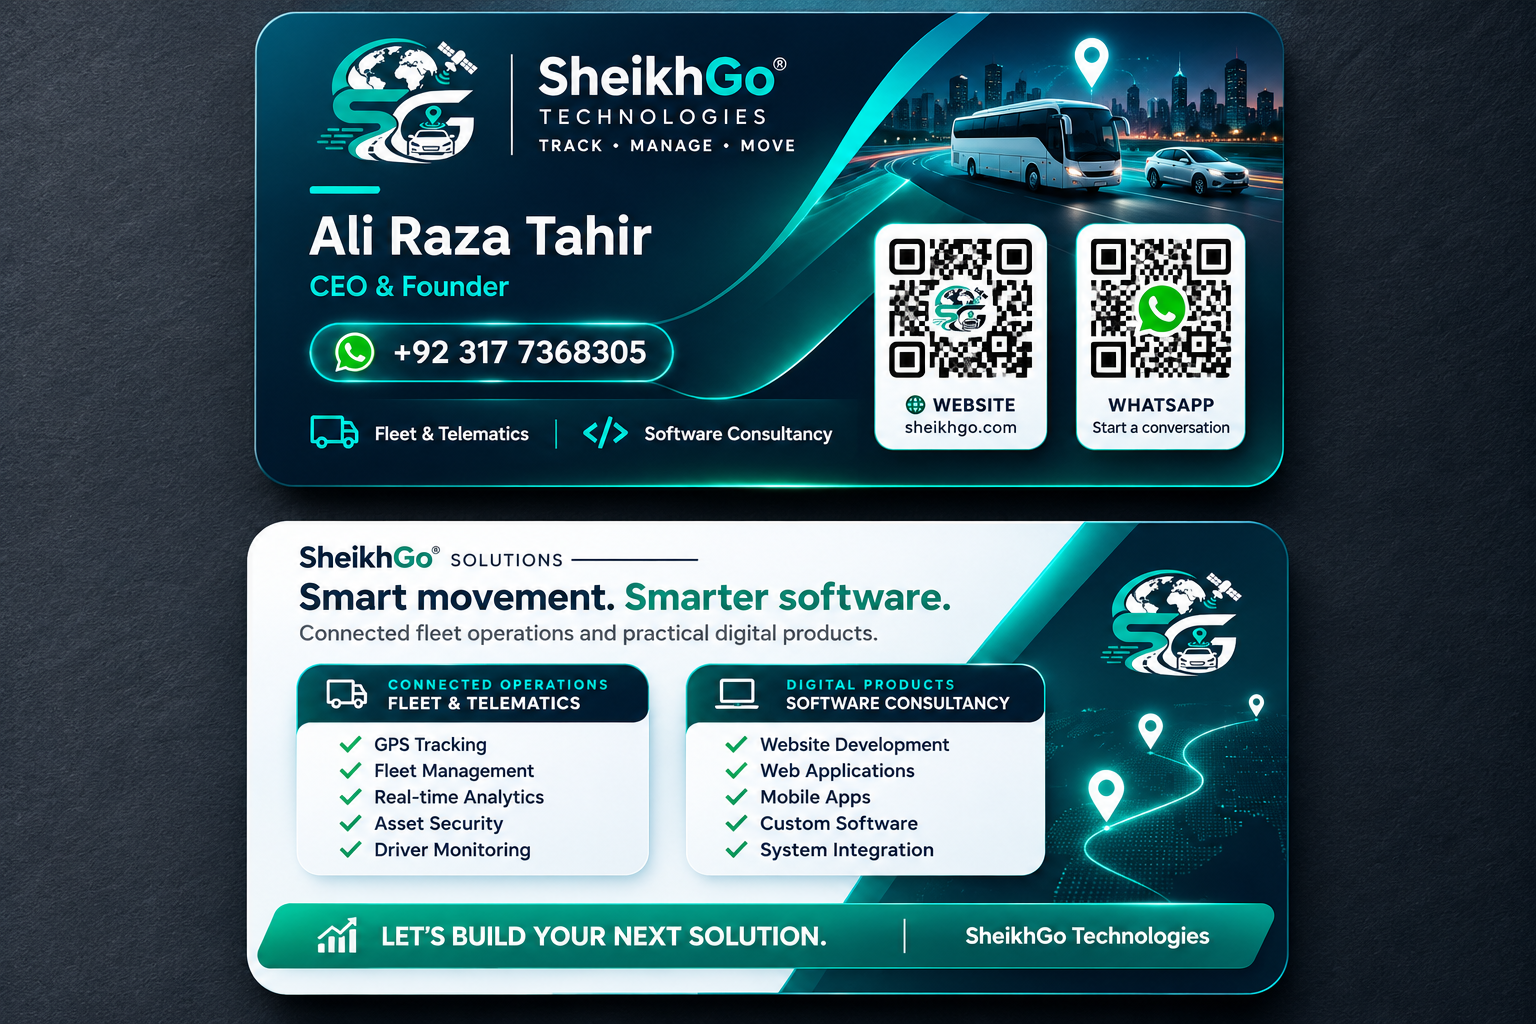 SG
SheikhGo®
TECHNOLOGIES
TRACK • MANAGE • MOVE
Ali Raza Tahir
CEO & Founder
+92 317 7368305
Fleet & Telematics
</> Software Consultancy
WEBSITE
sheikhgo.com
WHATSAPP
Start a conversation
SheikhGo® SOLUTIONS
Smart movement. Smarter software.
Connected fleet operations and practical digital products.
SG
CONNECTED OPERATIONS
FLEET & TELEMATICS
GPS Tracking
Fleet Management
Real-time Analytics
Asset Security
Driver Monitoring
DIGITAL PRODUCTS
SOFTWARE CONSULTANCY
Website Development
Web Applications
Mobile Apps
Custom Software
System Integration
LET'S BUILD YOUR NEXT SOLUTION.
SheikhGo Technologies